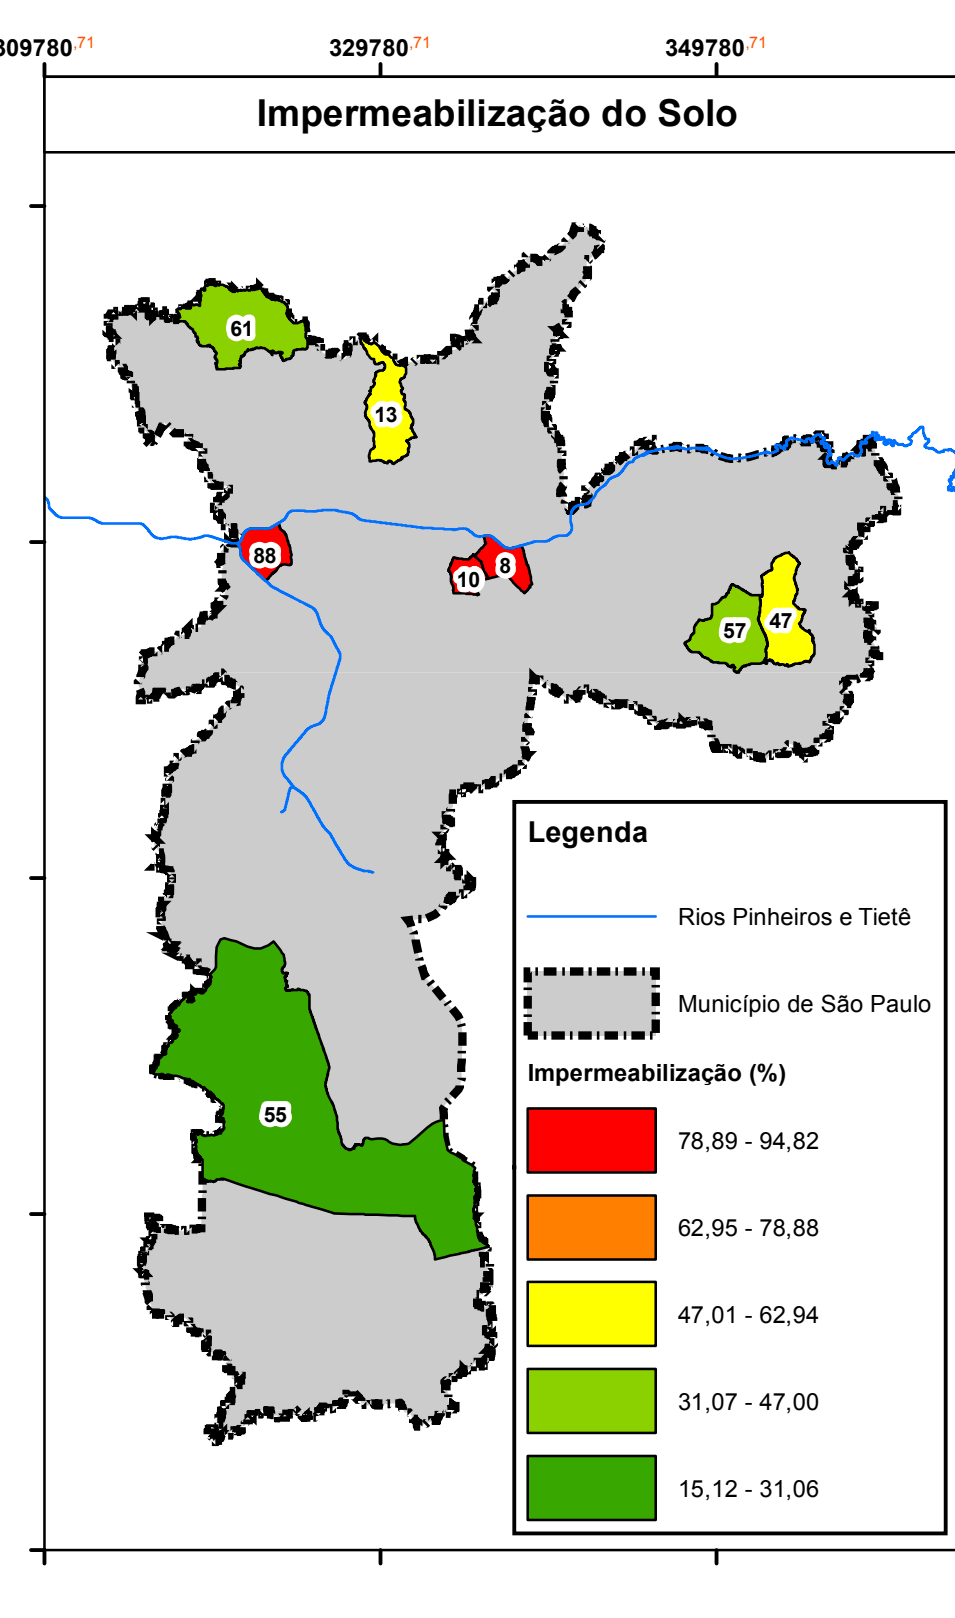 309780,71 329780,71 349780,71
Impermeabilização do Solo
61
13
88
10
8
57
47
55
Legenda
Rios Pinheiros e Tietê
Município de São Paulo
Impermeabilização (%)
78,89 - 94,82
62,95 - 78,88
47,01 - 62,94
31,07 - 47,00
15,12 - 31,06